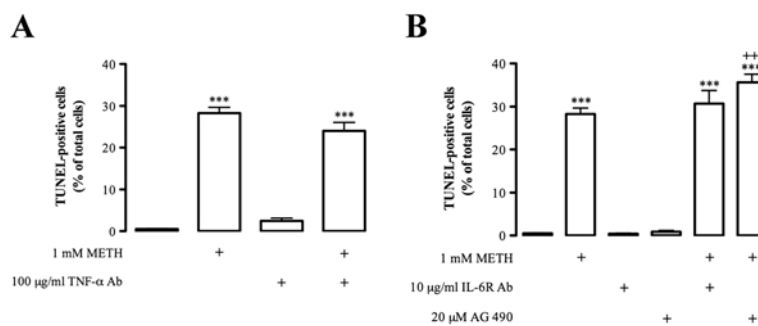 A
TUNEL-positive cells
(% of total cells)
40
30
20
10
0
***
***
1 mM METH + +
100 µg/ml TNF-α Ab + +
B
TUNEL-positive cells
(% of total cells)
40
30
20
10
0
***
***
++
***
1 mM METH + + +
10 µg/ml IL-6R Ab + +
20 µM AG 490 + +